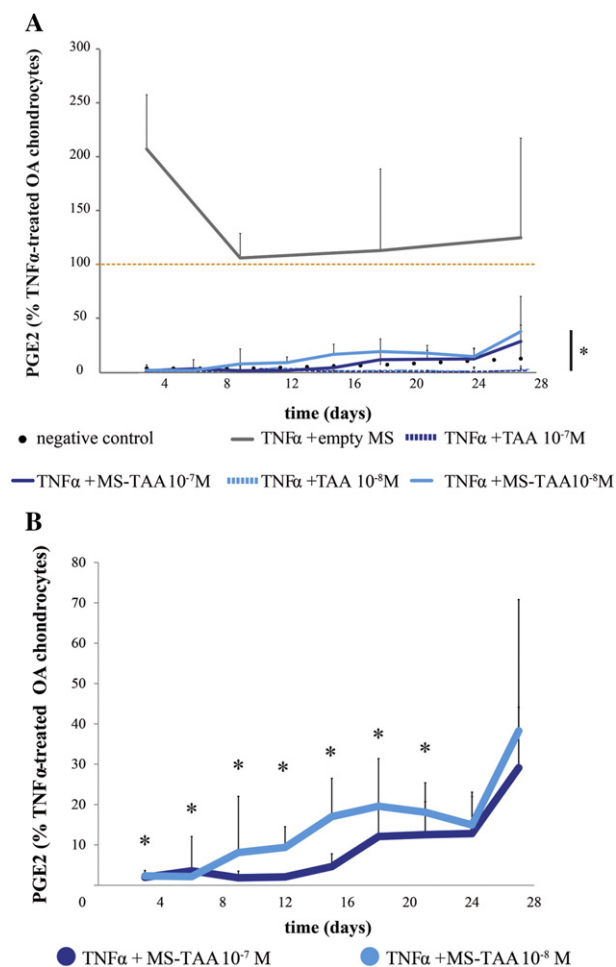 A
PGE2 (% TNFα-treated OA chondrocytes)
300
250
200
150
100
50
0
*
4 8 12 16 20 24 28
time (days)
negative control TNFα +empty MS TNFα +TAA 10-7M
TNFα +MS-TAA 10-7M TNFα +TAA 10-8M TNFα +MS-TAA10-8M
B
PGE2 (% TNFα-treated OA chondrocytes)
80
70
60
50
40
30
20
10
0
* * * * * * *
4 8 12 16 20 24 28
time (days)
TNFα + MS-TAA 10-7 M TNFα +MS-TAA 10-8 M